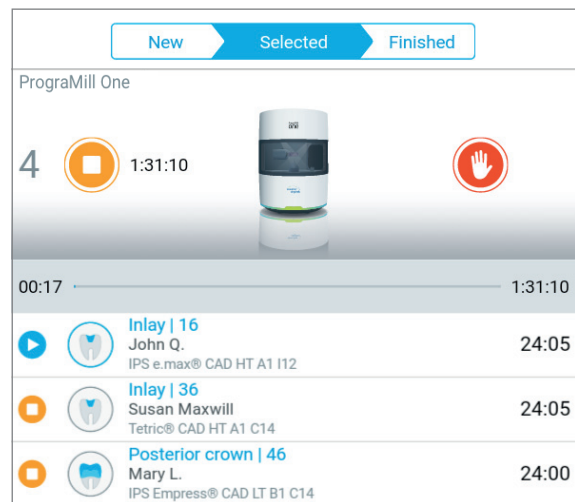 New Selected Finished
PrograMill One
4 1:31:10
00:17 1:31:10
Inlay | 16
John Q. 24:05
IPS e.max® CAD HT A1 I12
Inlay | 36
Susan Maxwill 24:05
Tetric® CAD HT A1 C14
Posterior crown | 46
Mary L. 24:00
IPS Empress® CAD LT B1 C14